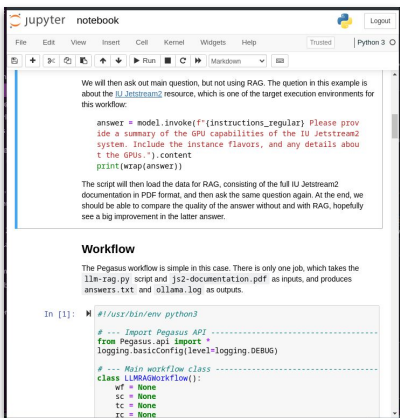 jupyter notebook
Logout
File Edit View Insert Cell Kernel Widgets Help Trusted Python 3
Run Markdown
We will then ask out main question, but not using RAG. The quetion in this example is
about the IU Jetstream2 resource, which is one of the target execution environments for
this workflow:
answer = model.invoke(f"{instructions_regular} Please prov
ide a summary of the GPU capabilities of the IU Jetstream2
system. Include the instance flavors, and any details abou
t the GPUs.").content
print(wrap(answer))
The script will then load the data for RAG, consisting of the full IU Jetstream2
documentation in PDF format, and then ask the same question again. At the end, we
should be able to compare the quality of the answer without and with RAG, hopefully
see a big improvement in the latter answer.
Workflow
The Pegasus workflow is simple in this case. There is only one job, which takes the
llm-rag.py script and js2-documentation.pdf as inputs, and produces
answers.txt and ollama.log as outputs.
In [1]: #!/usr/bin/env python3
# --- Import Pegasus API -----------------------------------
from Pegasus.api import *
logging.basicConfig(level=logging.DEBUG)
# --- Main workflow class ----------------------------------
class LLMRAGWorkflow():
wf = None
sc = None
tc = None
rc = None